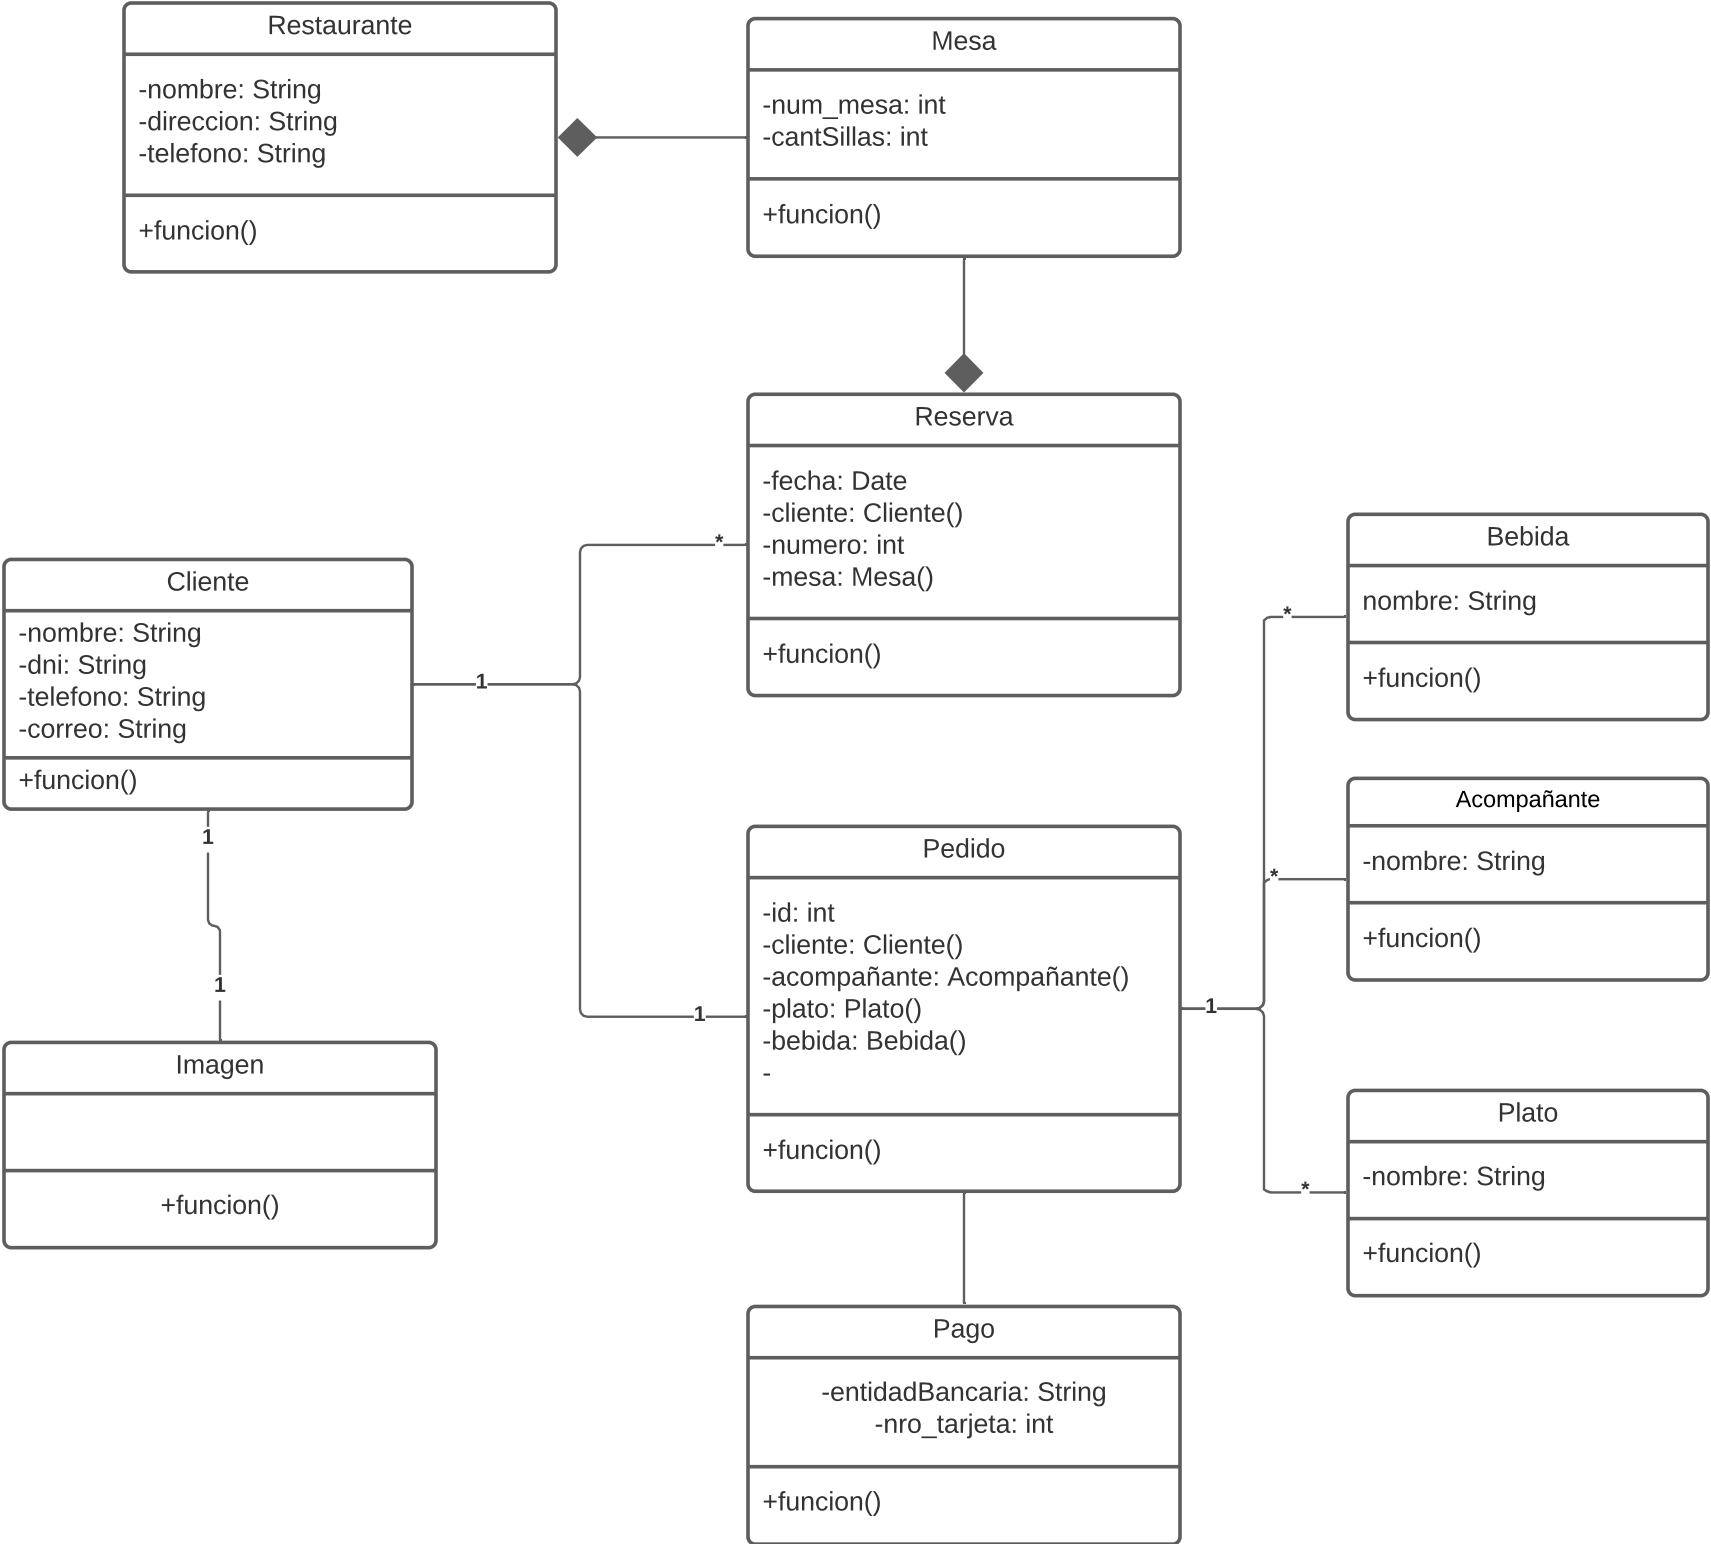 Restaurante
-nombre: String
-direccion: String
-telefono: String
+funcion()
Mesa
-num_mesa: int
-cantSillas: int
+funcion()
Reserva
-fecha: Date
-cliente: Cliente()
-numero: int
-mesa: Mesa()
+funcion()
*
Cliente
-nombre: String
-dni: String
-telefono: String
-correo: String
+funcion()
1
1
1
Imagen
+funcion()
Pedido
-id: int
-cliente: Cliente()
-acompañante: Acompañante()
-plato: Plato()
-bebida: Bebida()
-
+funcion()
1
1
*
Bebida
nombre: String
+funcion()
*
Acompañante
-nombre: String
+funcion()
*
Plato
-nombre: String
+funcion()
Pago
-entidadBancaria: String
-nro_tarjeta: int
+funcion()